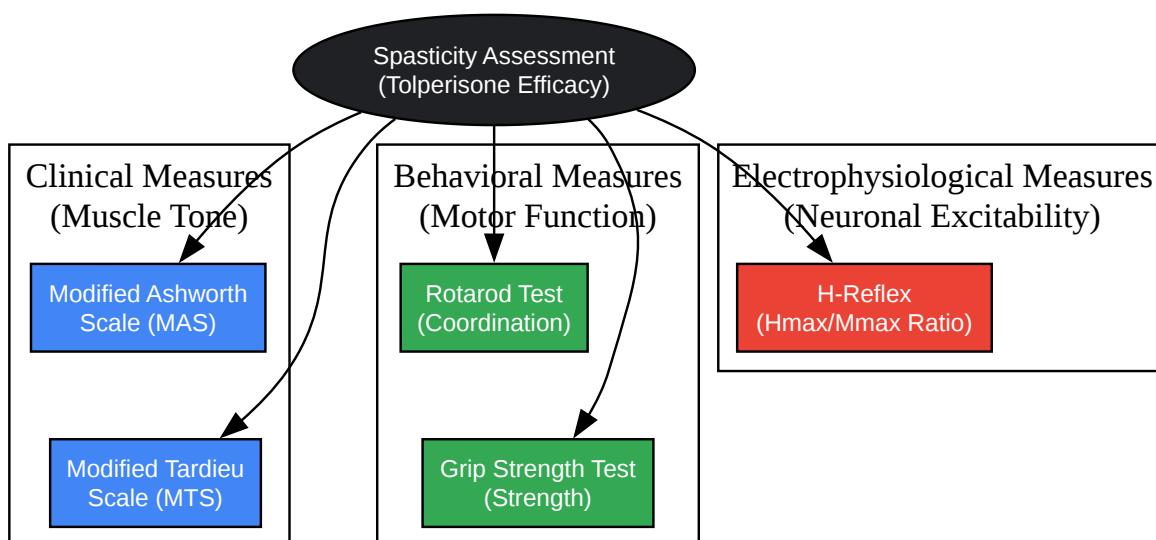 Spasticity Assessment
(Tolperisone Efficacy)
Clinical Measures
(Muscle Tone)
Modified Ashworth
Scale (MAS)
Modified Tardieu
Scale (MTS)
Behavioral Measures
(Motor Function)
Rotarod Test
(Coordination)
Grip Strength Test
(Strength)
Electrophysiological Measures
(Neuronal Excitability)
H-Reflex
(Hmax/Mmax Ratio)